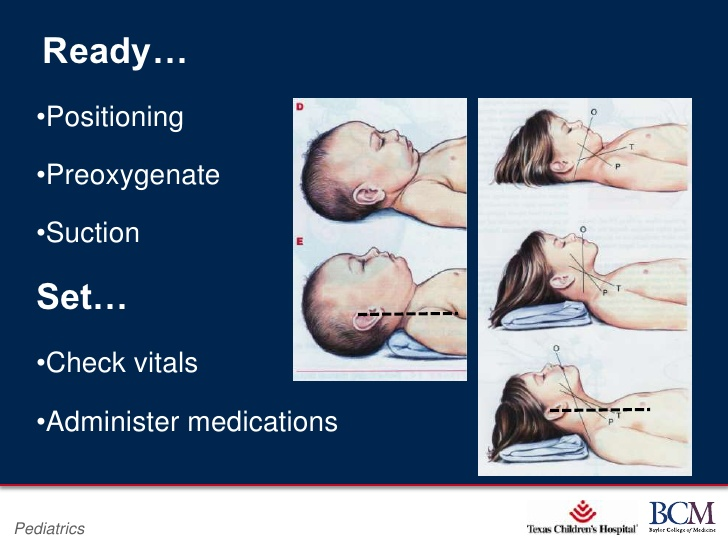 Ready…
•Positioning
•Preoxygenate
•Suction
Set…
•Check vitals
•Administer medications
D
E
O
T
P
O
P
T
O
T
P
Pediatrics
Texas Children's Hospital
BCM
Baylor College of Medicine